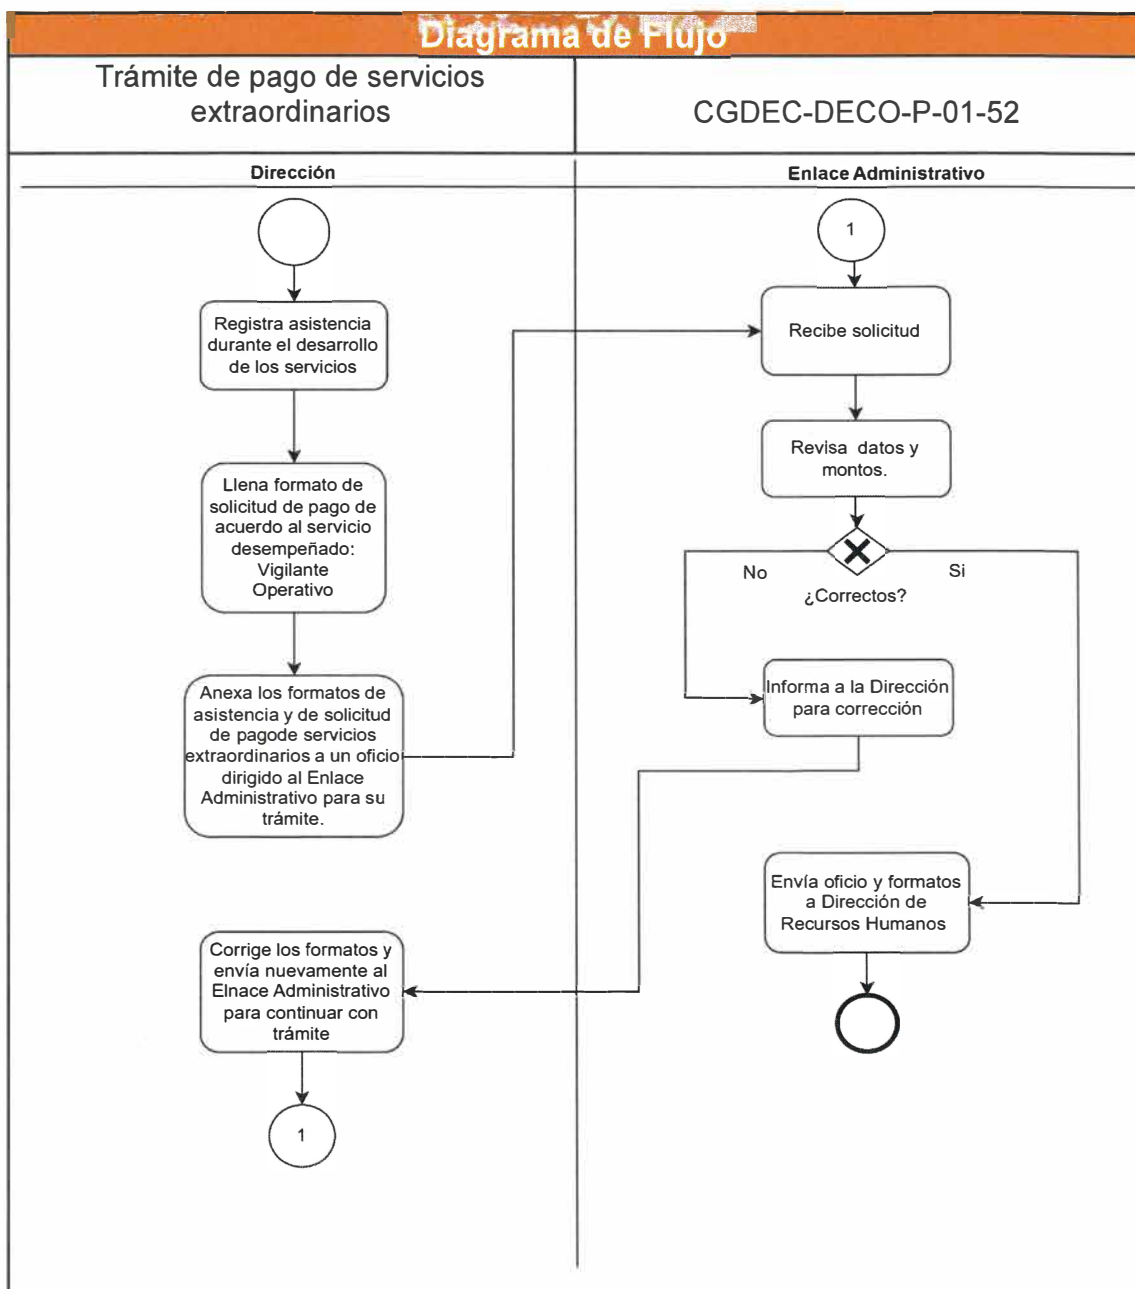 Diagrama de Flujo
Trámite de pago de servicios
extraordinarios
CGDEC-DECO-P-01-52
Dirección
Enlace Administrativo
1
Registra asistencia
durante el desarrollo
de los servicios
Recibe solicitud
Llena formato de
solicitud de pago de
acuerdo al servicio
desempeñado:
Vigilante
Operativo
Revisa datos y
montos.
No
Si
¿Correctos?
Anexa los formatos de
asistencia y de solicitud
de pagode servicios
extraordinarios a un oficio
dirigido al Enlace
Administrativo para su
trámite.
Informa a la Dirección
para corrección
Envía oficio y formatos
a Dirección de
Recursos Humanos
Corrige los formatos y
envía nuevamente al
Elnace Administrativo
para continuar con
trámite
1